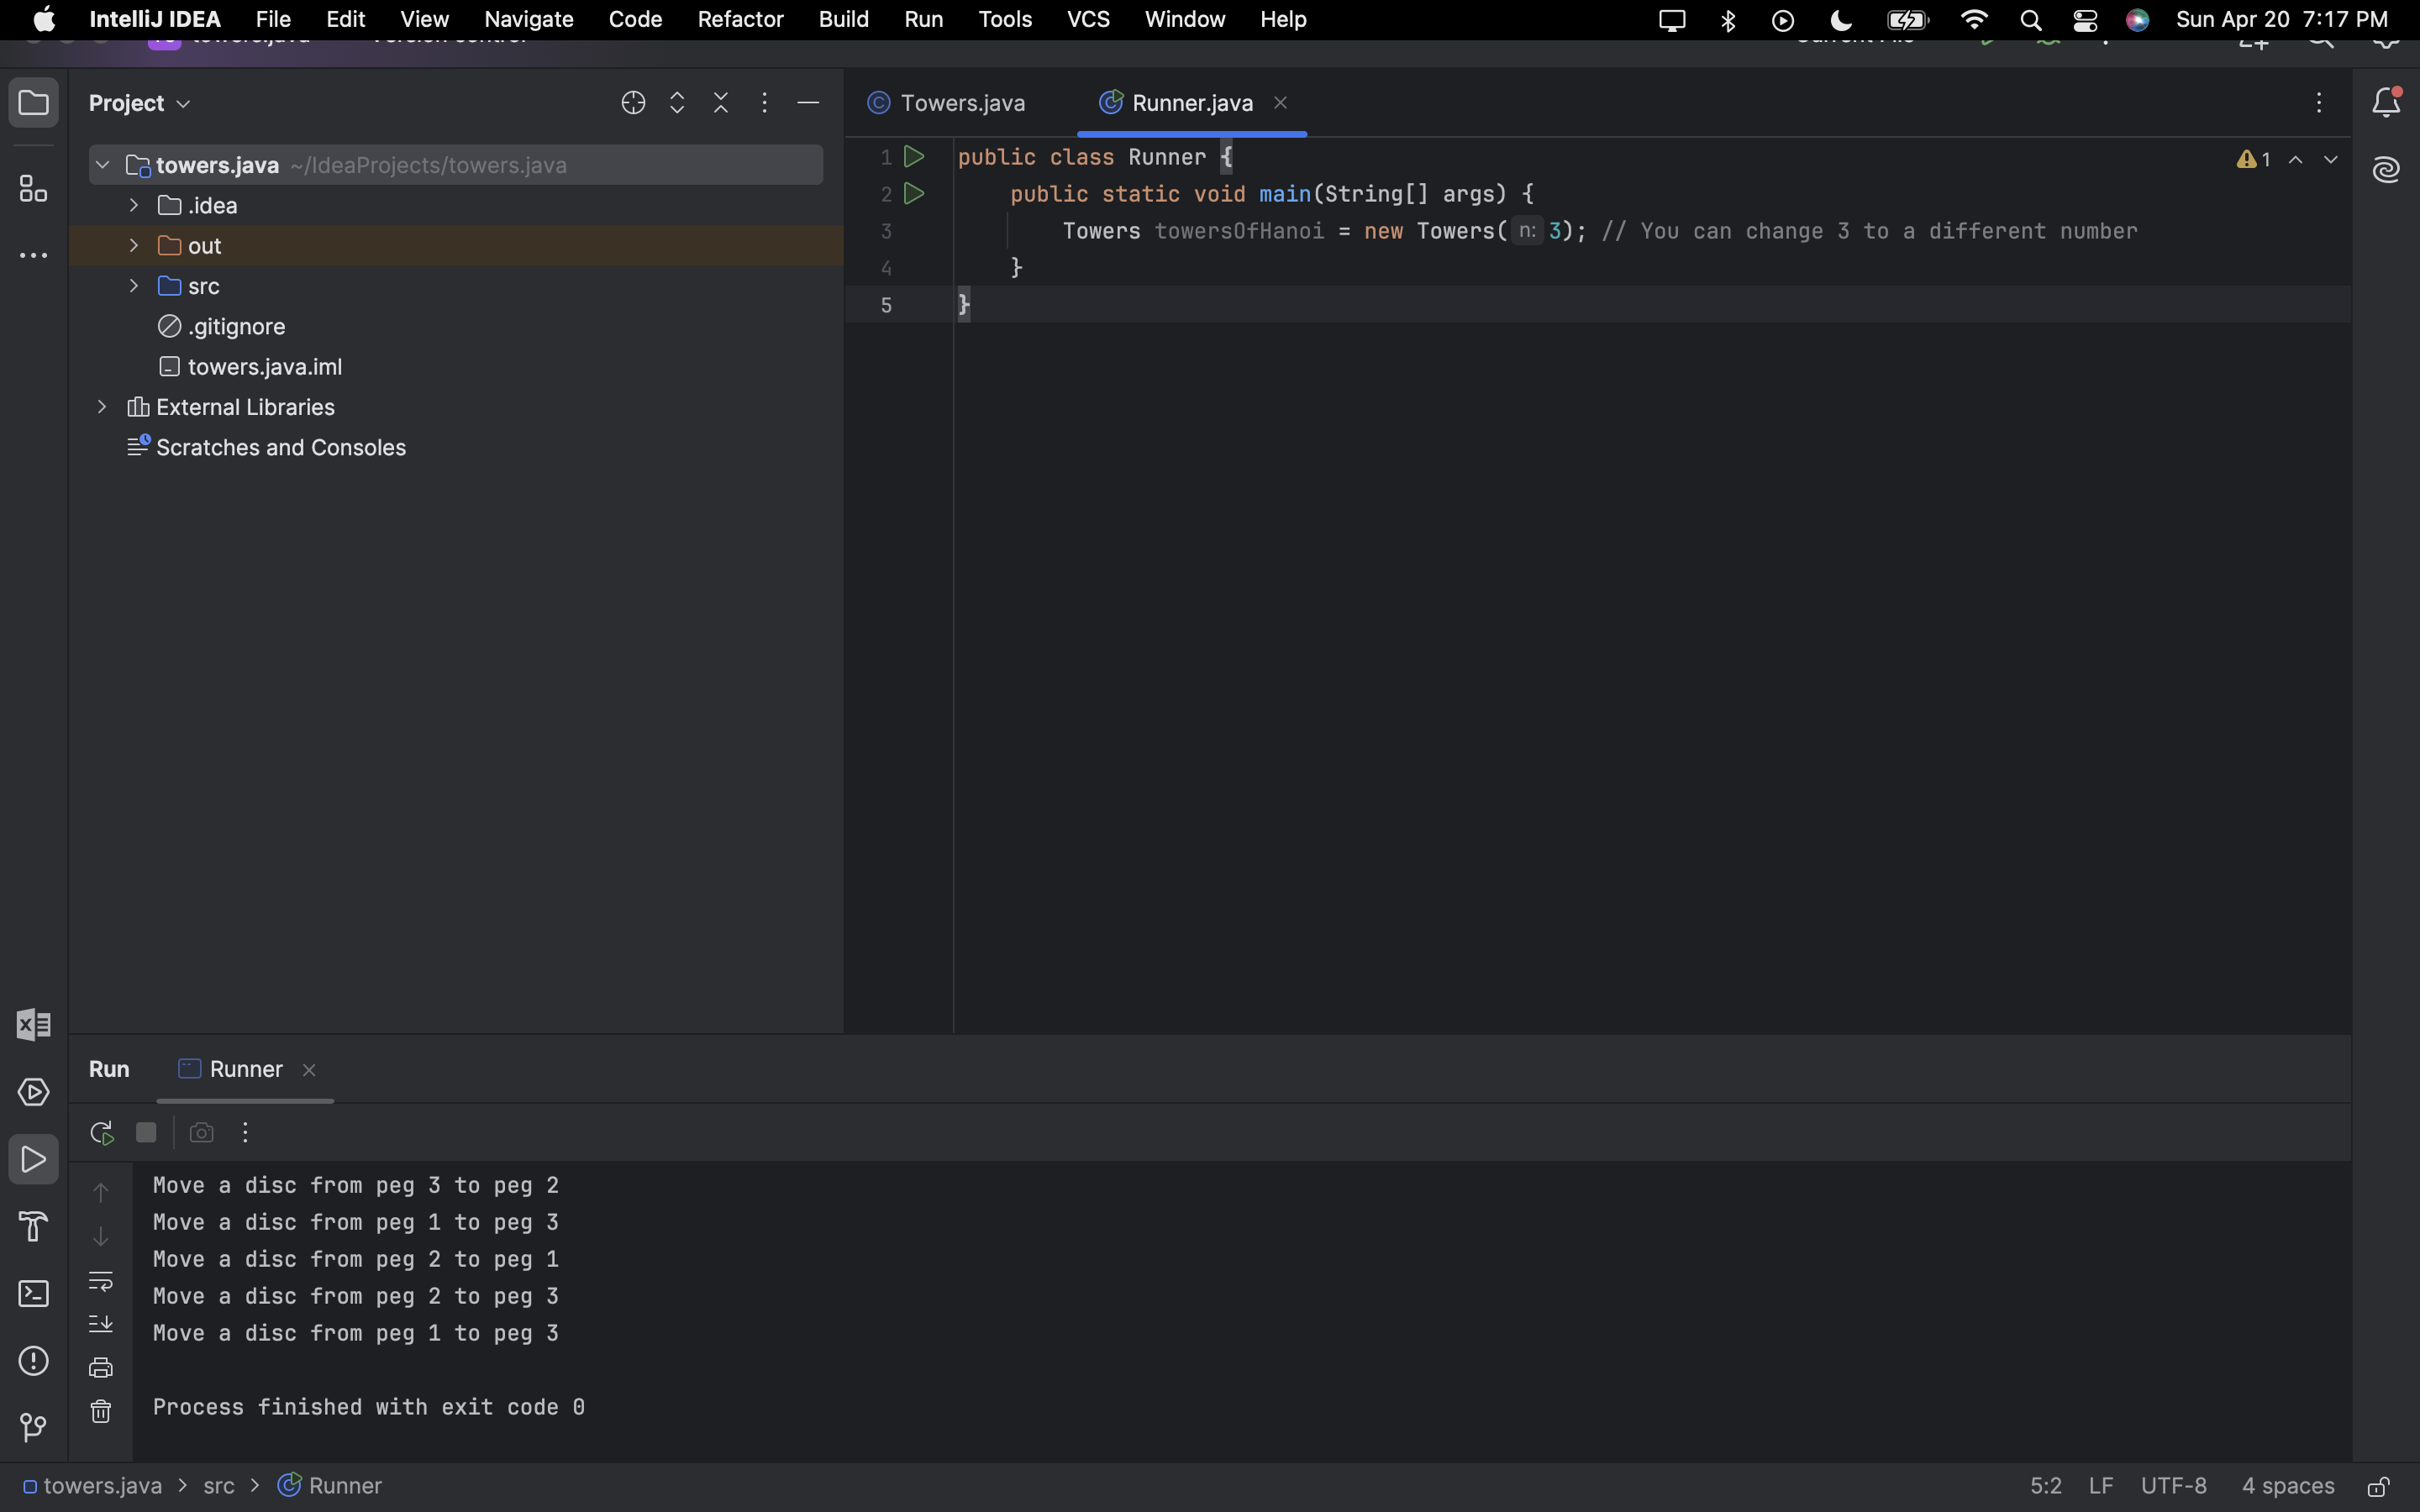 IntelliJ IDEA File Edit View Navigate Code Refactor Build Run Tools VCS Window Help Sun Apr 20 7:17 PM
Project
towers.java ~/IdeaProjects/towers.java
.idea
out
src
.gitignore
towers.java.iml
External Libraries
Scratches and Consoles
Towers.java Runner.java
1 public class Runner { 1
2 public static void main(String[] args) {
3 Towers towersOfHanoi = new Towers( n: 3); // You can change 3 to a different number
4 }
5 }
Run Runner
Move a disc from peg 3 to peg 2
Move a disc from peg 1 to peg 3
Move a disc from peg 2 to peg 1
Move a disc from peg 2 to peg 3
Move a disc from peg 1 to peg 3
Process finished with exit code 0
towers.java > src > Runner 5:2 LF UTF-8 4 spaces